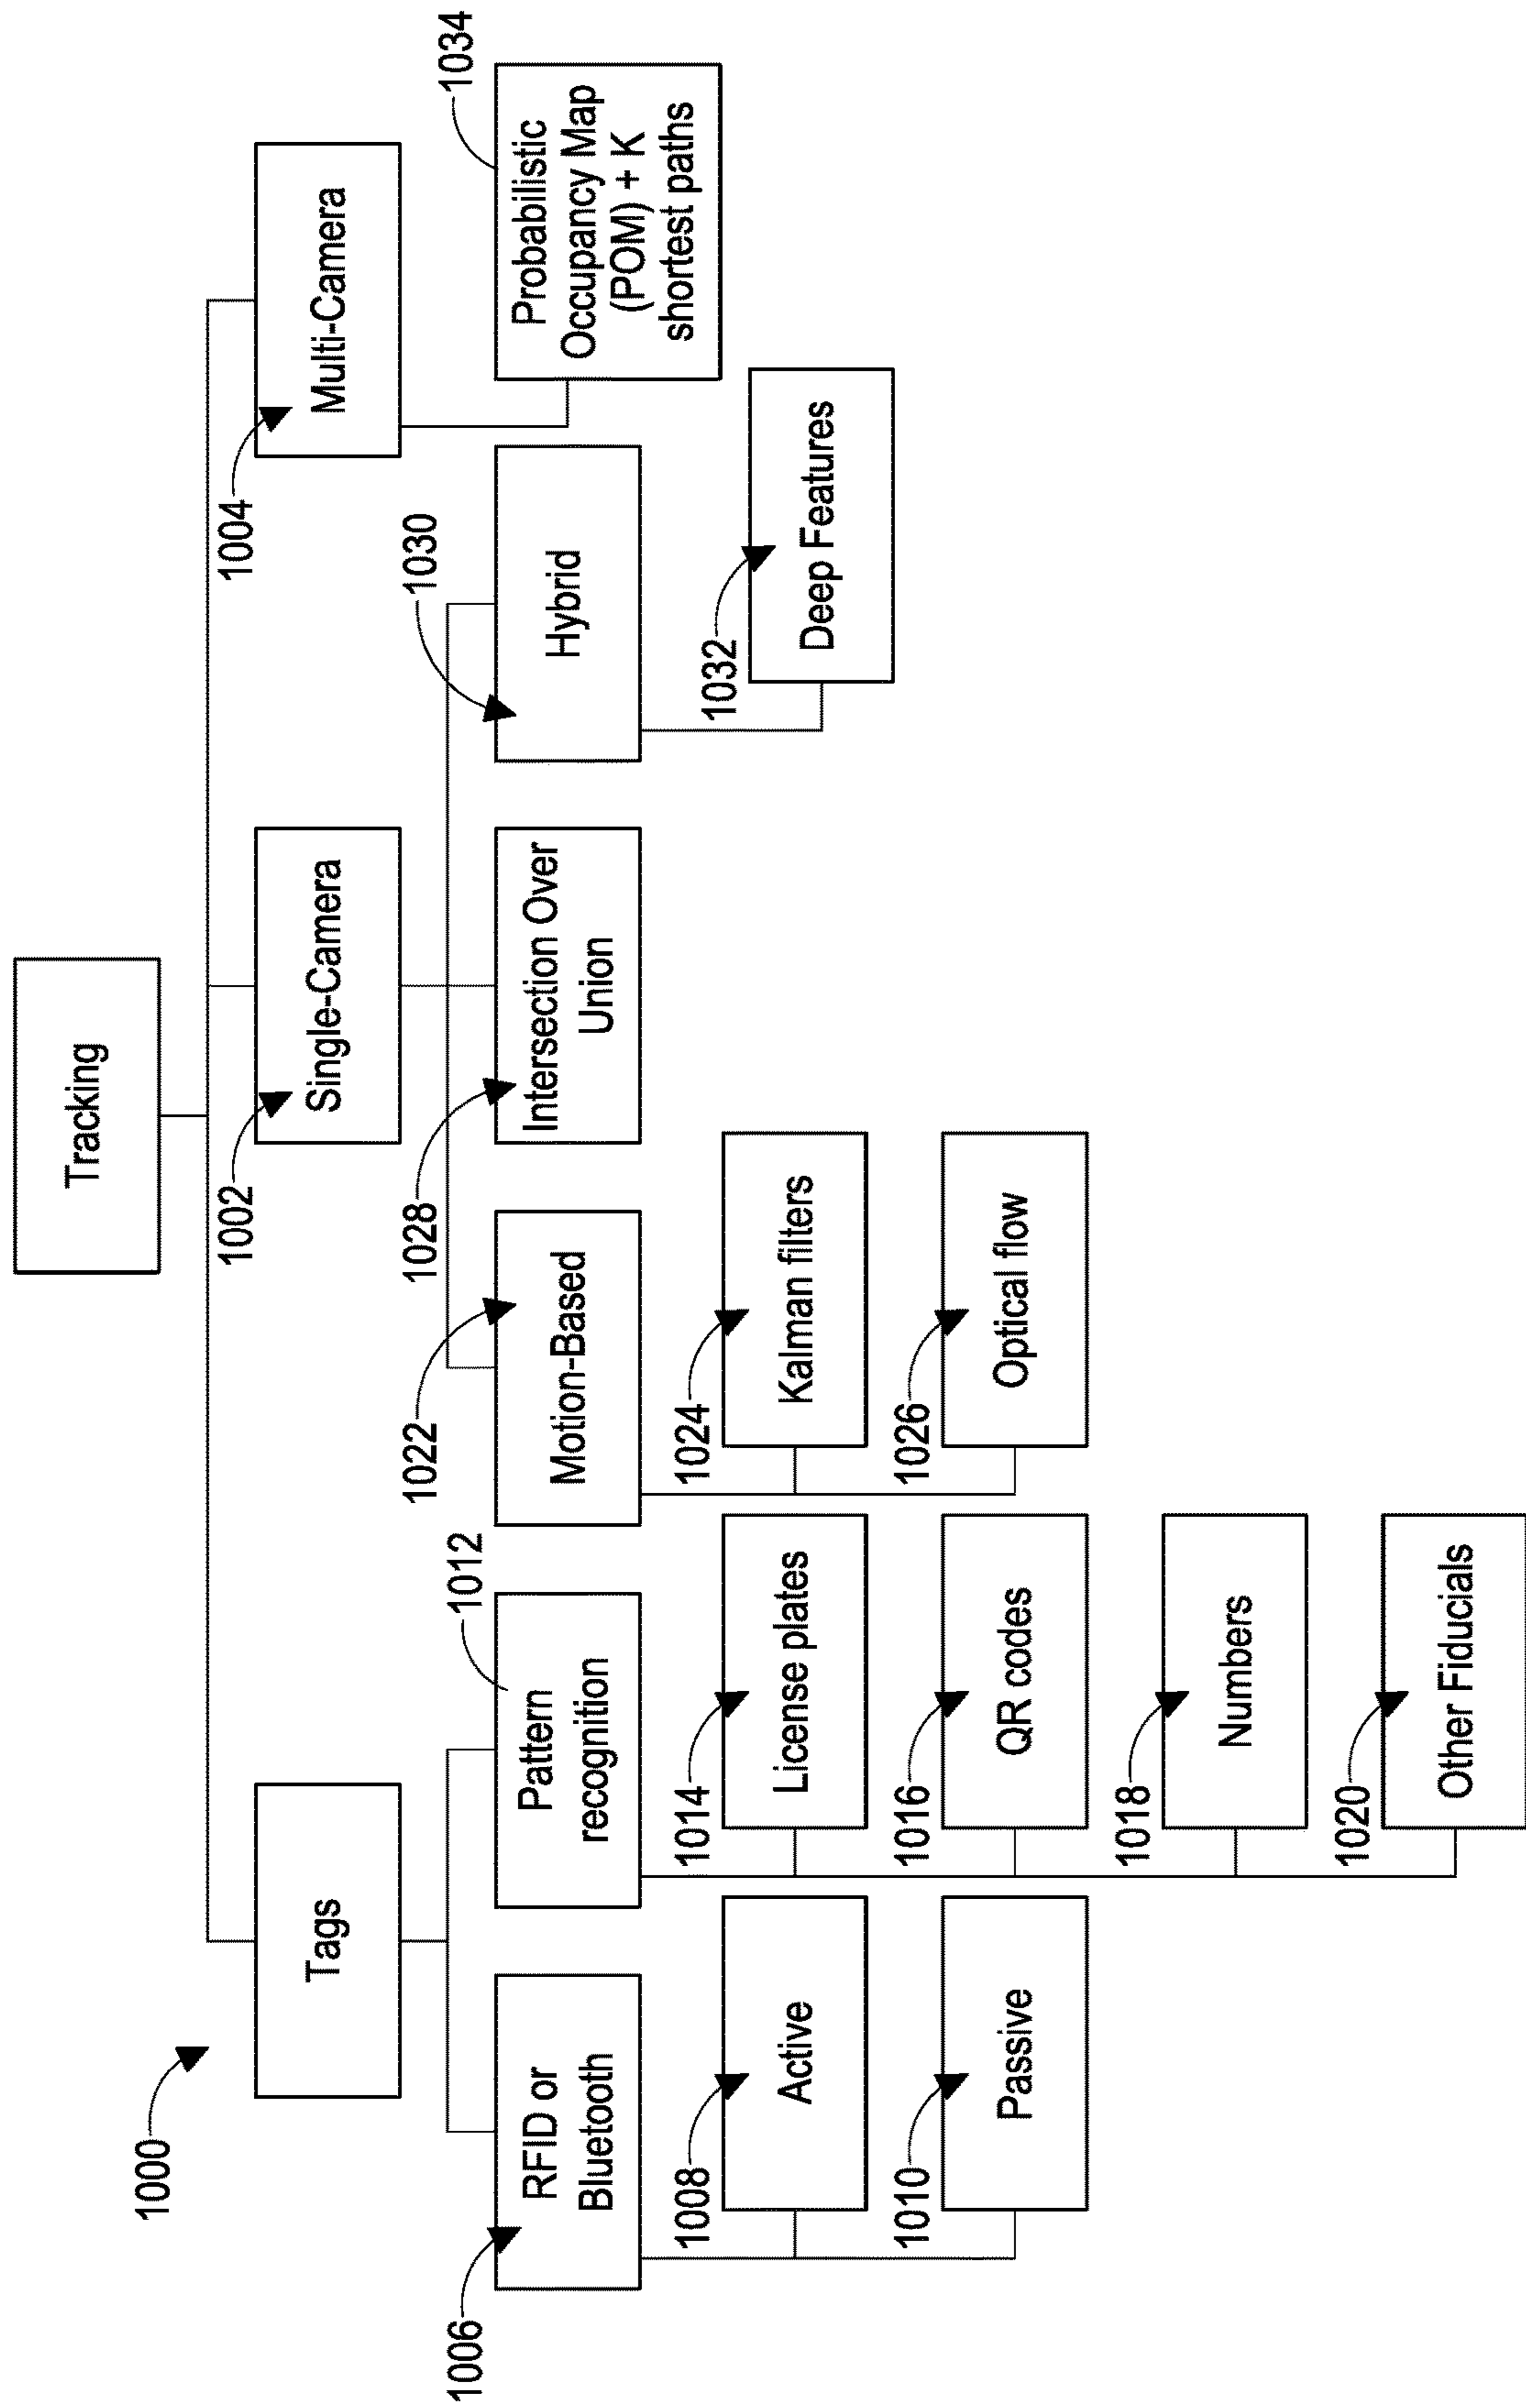 Tracking
1000
Tags
1002
Single-Camera
1004
Multi-Camera
1006
RFID or
Bluetooth
1012
Pattern
recognition
1022
Motion-Based
1028
Intersection Over
Union
1030
Hybrid
1034
Probabilistic
Occupancy Map
(POM) + K
shortest paths
1008
Active
1014
License plates
1024
Kalman filters
1032
Deep Features
1010
Passive
1016
QR codes
1026
Optical flow
1018
Numbers
1020
Other Fiducials